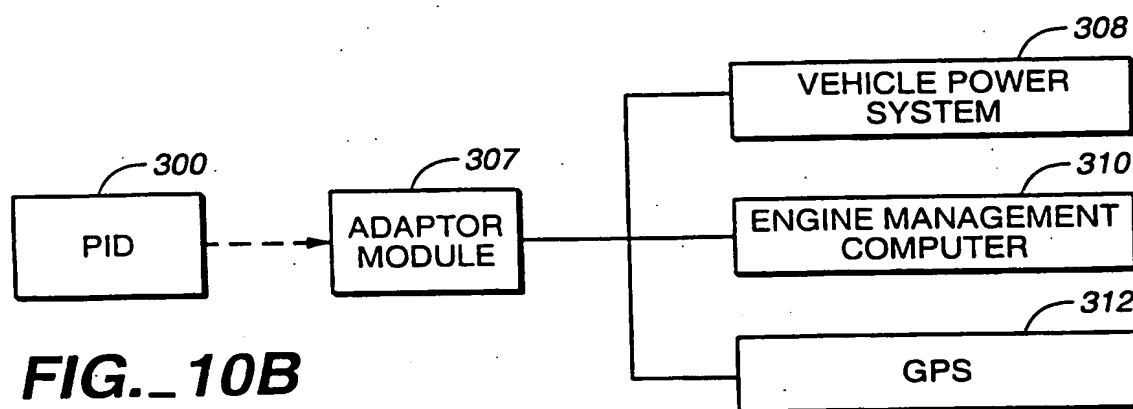 308
VEHICLE POWER
SYSTEM
300
PID
307
ADAPTOR
MODULE
310
ENGINE MANAGEMENT
COMPUTER
312
GPS
FIG._10B